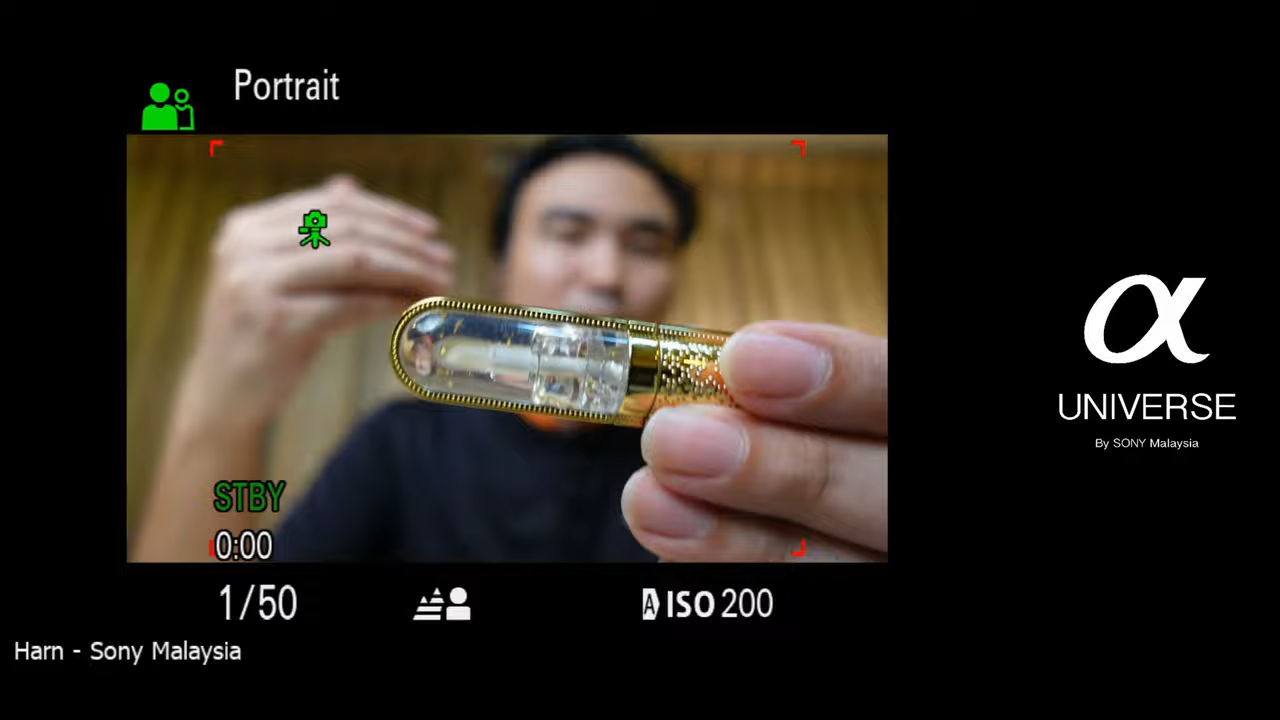 Portrait
STBY
0:00
1/50
A ISO 200
α
UNIVERSE
By SONY Malaysia
Harn - Sony Malaysia